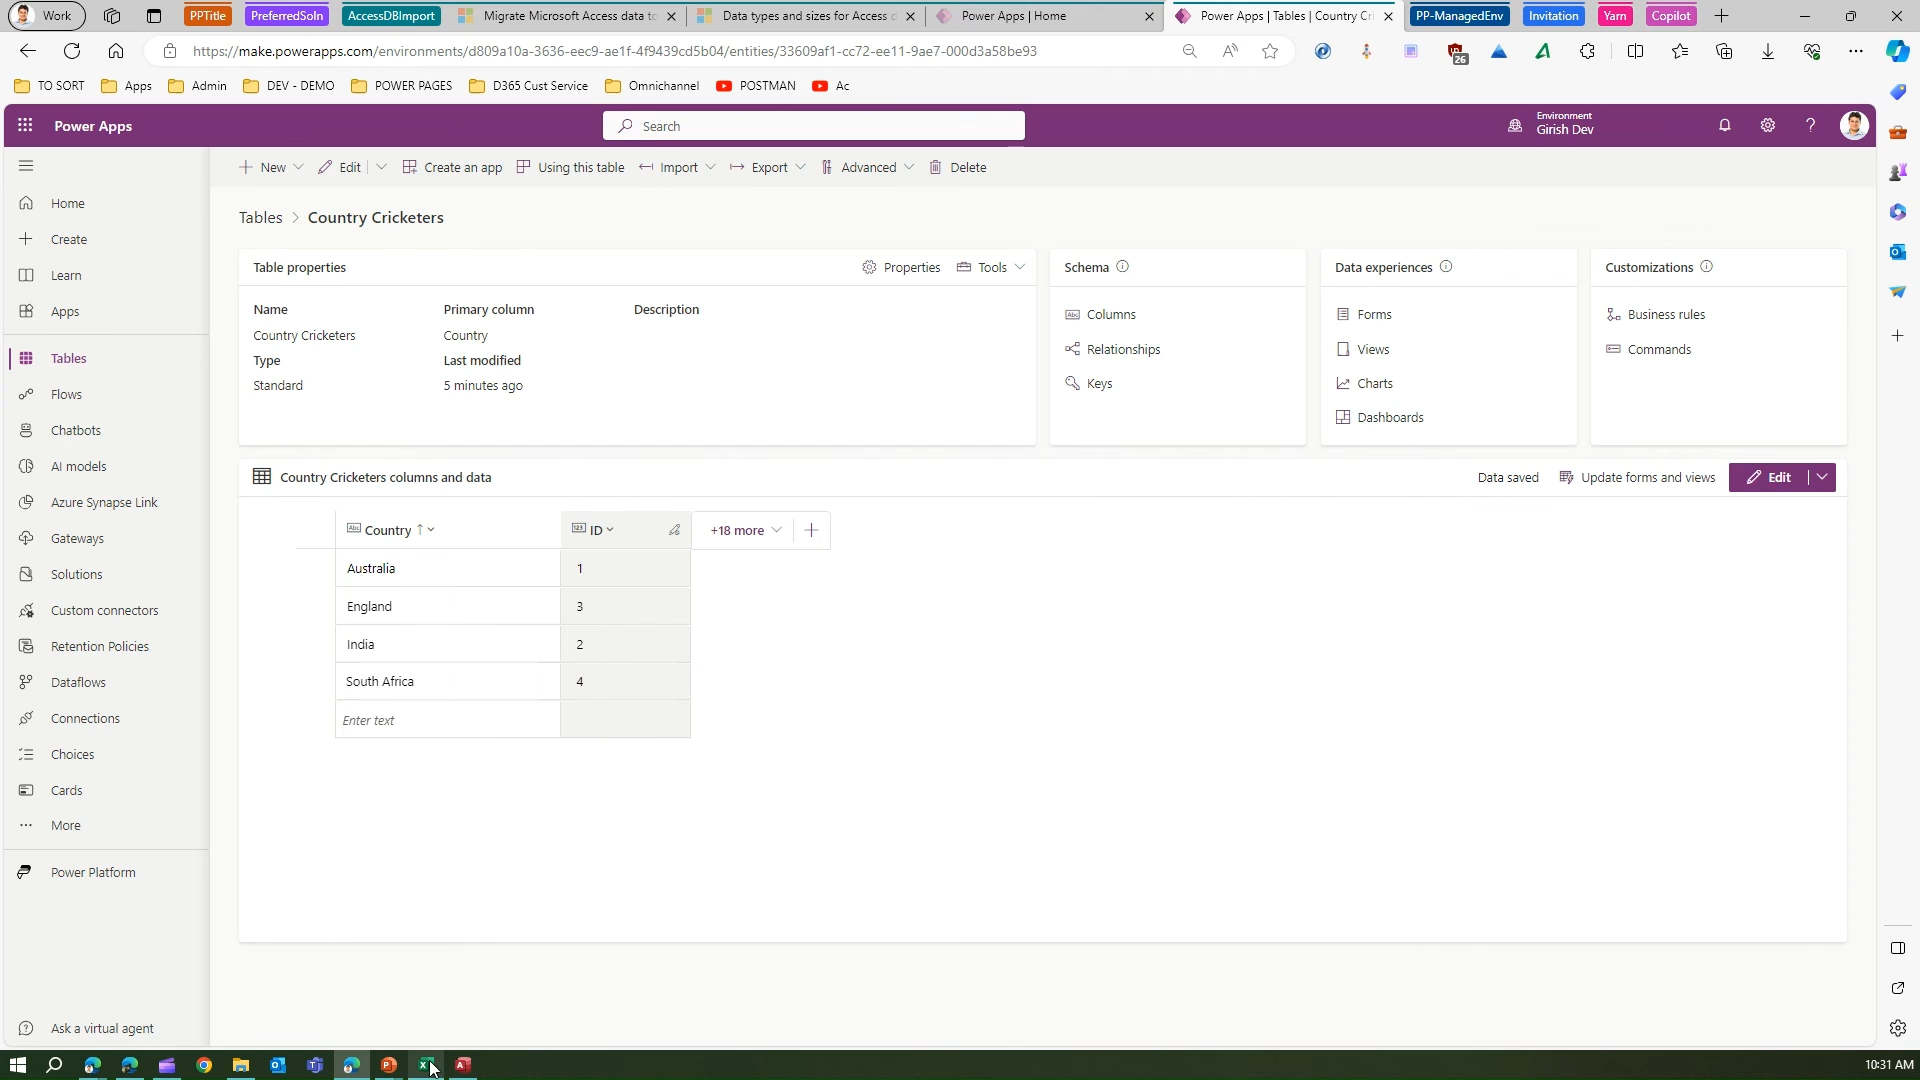 Work
PPTitle
PreferredSoln
AccessDBImport
Migrate Microsoft Access data to
Data types and sizes for Access d
Power Apps | Home
Power Apps | Tables | Country Cri
PP-ManagedEnv
Invitation
Yarn
Copilot
https://make.powerapps.com/environments/d809a10a-3636-eec9-ae1f-4f9439cd5b04/entities/33609af1-cc72-ee11-9ae7-000d3a58be93
26
TO SORT
Apps
Admin
DEV - DEMO
POWER PAGES
D365 Cust Service
Omnichannel
POSTMAN
Ac
Power Apps
Search
Environment
Girish Dev
New
Edit
Create an app
Using this table
Import
Export
Advanced
Delete
Home
Create
Learn
Apps
Tables
Flows
Chatbots
AI models
Azure Synapse Link
Gateways
Solutions
Custom connectors
Retention Policies
Dataflows
Connections
Choices
Cards
More
Power Platform
Ask a virtual agent
Tables > Country Cricketers
Table properties
Properties
Tools
Name
Primary column
Description
Country Cricketers
Country
Type
Last modified
Standard
5 minutes ago
Schema
Columns
Relationships
Keys
Data experiences
Forms
Views
Charts
Dashboards
Customizations
Business rules
Commands
Country Cricketers columns and data
Data saved
Update forms and views
Edit
Country
ID
+18 more
Australia 1
England 3
India 2
South Africa 4
Enter text
10:31 AM